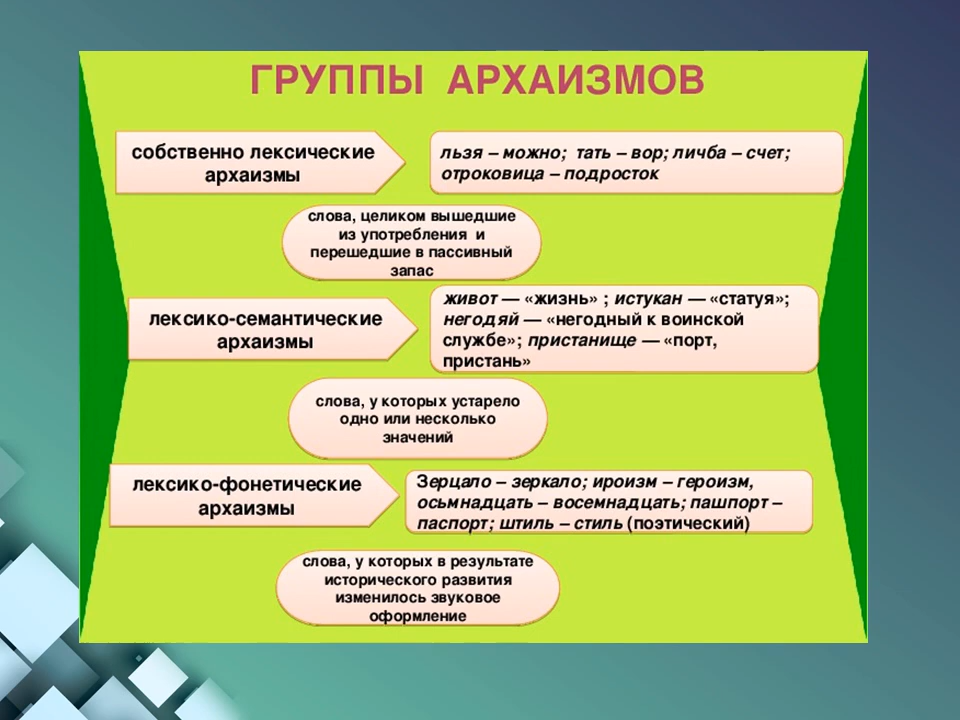 ГРУППЫ АРХАИЗМОВ
собственно лексические
архаизмы
льзя – можно; тать – вор; личба – счет;
отроковица – подросток
слова, целиком вышедшие
из употребления и
перешедшие в пассивный
запас
лексико-семантические
архаизмы
живот — «жизнь» ; истукан — «статуя»;
негодяй — «негодный к воинской
службе»; пристанище — «порт,
пристань»
слова, у которых устарело
одно или несколько
значений
лексико-фонетические
архаизмы
Зерцало – зеркало; ироизм – героизм,
осьмнадцать – восемнадцать; пашпорт –
паспорт; штиль – стиль (поэтический)
слова, у которых в результате
исторического развития
изменилось звуковое
оформление